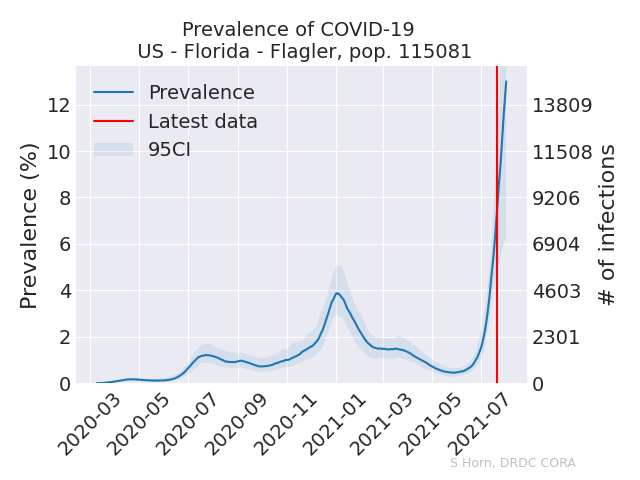 Prevalence of COVID-19
US - Florida - Flagler, pop. 115081
Prevalence
Latest data
95CI
Prevalence (%)
12
10
8
6
4
2
0
13809
11508
9206
6904
4603
2301
0
# of infections
2020-03
2020-05
2020-07
2020-09
2020-11
2021-01
2021-03
2021-05
2021-07
S Horn, DRDC CORA